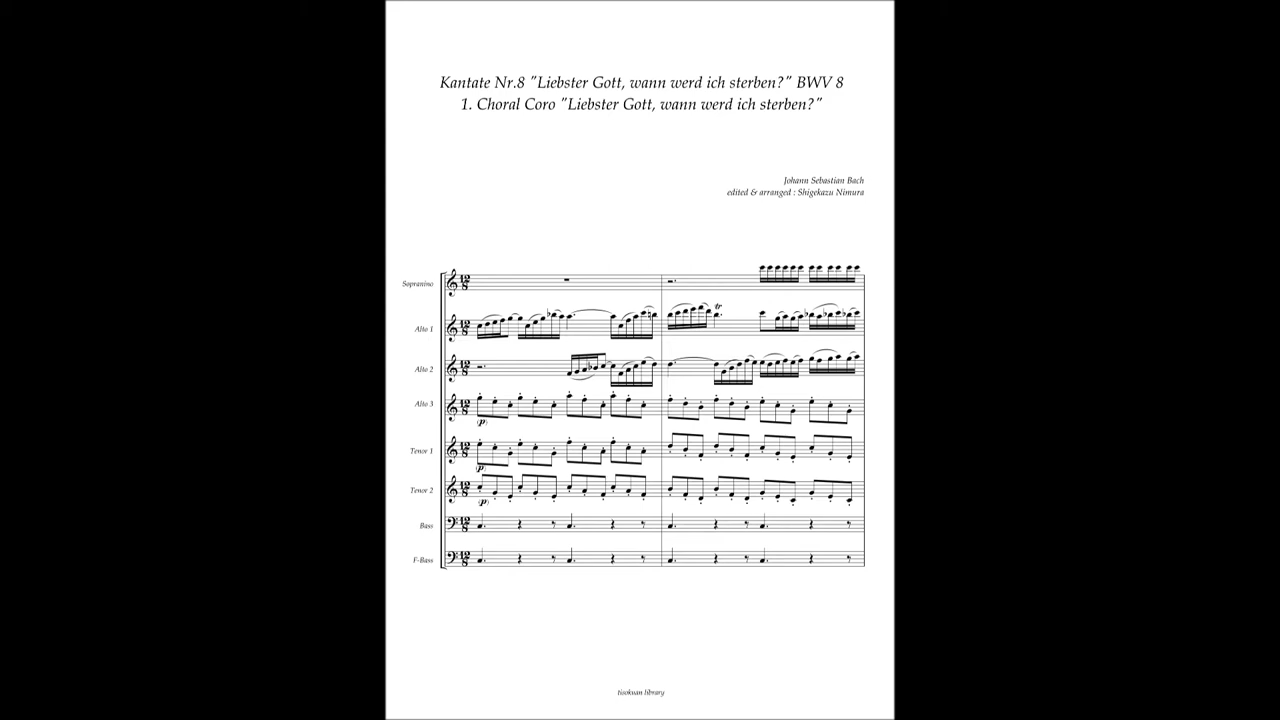 Kantate Nr.8 "Liebster Gott, wann werd ich sterben?" BWV 8
1. Choral Coro "Liebster Gott, wann werd ich sterben?"
Johann Sebastian Bach
edited & arranged : Shigekazu Nimura
Sopranino
Alto 1
Alto 2
Alto 3
(p)
Tenor 1
(p)
Tenor 2
(p)
Bass
F-Bass
tisokuan library